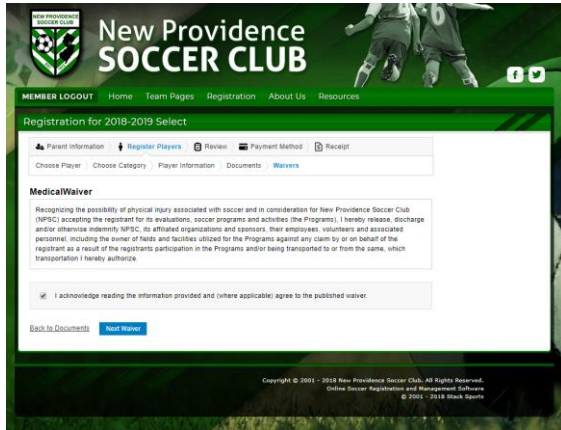 NEW PROVIDENCE
SOCCER CLUB
New Providence
SOCCER CLUB
MEMBER LOGOUT Home Team Pages Registration About Us Resources
Registration for 2018-2019 Select
Parent Information Register Players Review Payment Method Receipt
Choose Player Choose Category Player Information Documents Waivers
MedicalWaiver
Recognizing the possibility of physical injury associated with soccer and in consideration for New Providence Soccer Club
(NPSC) accepting the registrant for its evaluations, soccer programs and activities (the Programs), I hereby release, discharge
and/or otherwise indemnify NPSC, its affiliated organizations and sponsors, their employees, volunteers and associated
personnel, including the owner of fields and facilities utilized for the Programs against any claim by or on behalf of the
registrant as a result of the registrants participation in the Programs and/or being transported to or from the same, which
transportation I hereby authorize.
I acknowledge reading the information provided and (where applicable) agree to the published waiver.
Back to Documents Next Waiver
Copyright © 2001 - 2018 New Providence Soccer Club. All Rights Reserved.
Online Soccer Registration and Management Software
© 2001 - 2018 Stack Sports